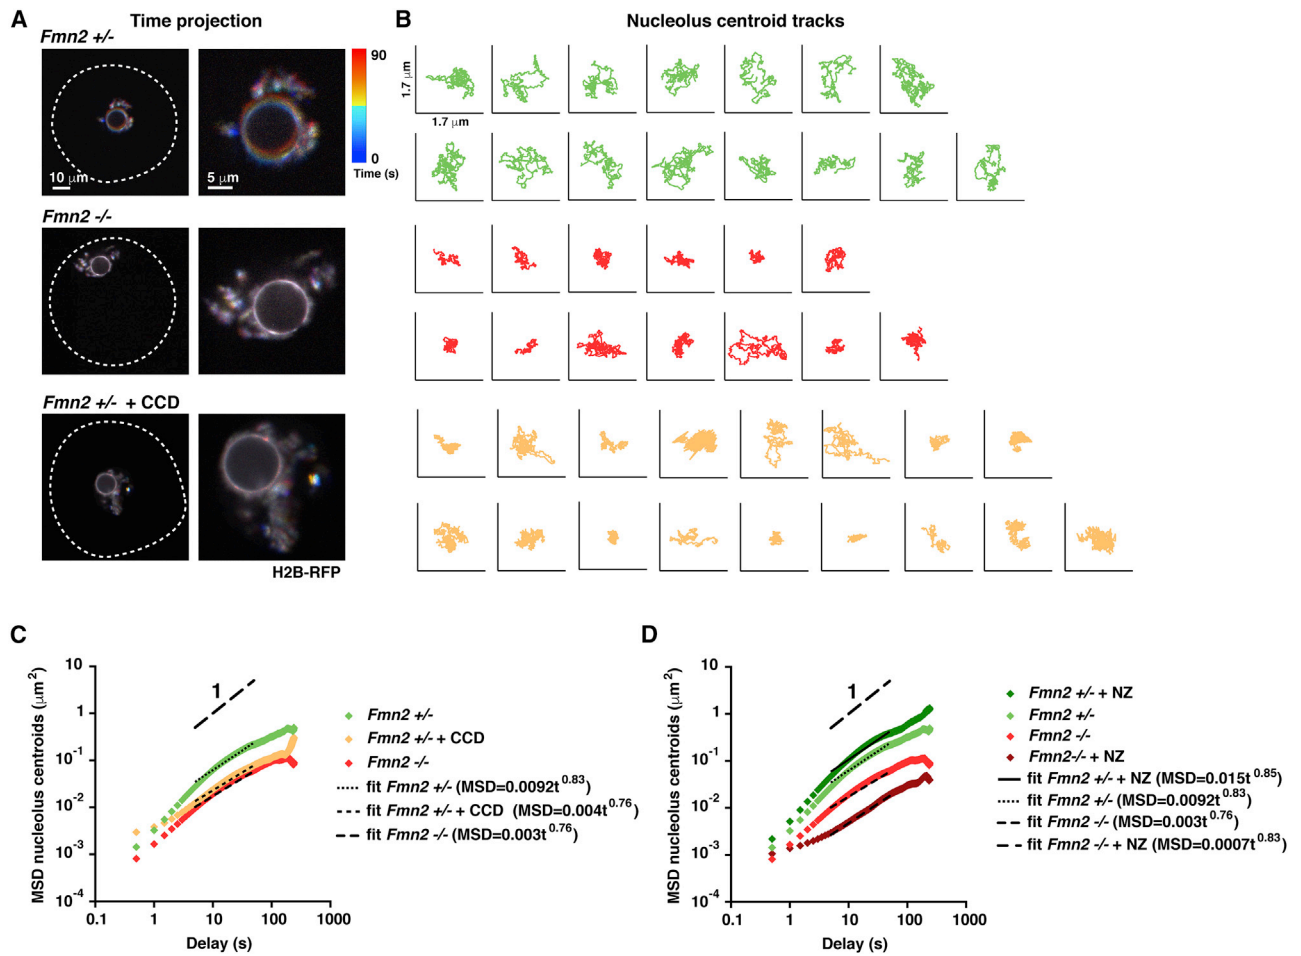 A
Time projection
Fmn2 +/-
10 μm
5 μm
90
0
Time (s)
Fmn2 -/-
Fmn2 +/- + CCD
H2B-RFP
B
Nucleolus centroid tracks
1.7 μm
1.7 μm
C
MSD nucleolus centroids (μm²)
10
1
10⁻¹
10⁻²
10⁻³
10⁻⁴
0.1 1 10 100 1000
Delay (s)
1
Fmn2 +/-
Fmn2 +/- + CCD
Fmn2 -/-
fit Fmn2 +/- (MSD=0.0092t^0.83)
fit Fmn2 +/- + CCD (MSD=0.004t^0.76)
fit Fmn2 -/- (MSD=0.003t^0.76)
D
MSD nucleolus centroids (μm²)
10
1
10⁻¹
10⁻²
10⁻³
10⁻⁴
0.1 1 10 100 1000
Delay (s)
1
Fmn2 +/- + NZ
Fmn2 +/-
Fmn2 -/-
Fmn2-/- + NZ
fit Fmn2 +/- + NZ (MSD=0.015t^0.85)
fit Fmn2 +/- (MSD=0.0092t^0.83)
fit Fmn2 -/- (MSD=0.003t^0.76)
fit Fmn2 -/- + NZ (MSD=0.0007t^0.83)